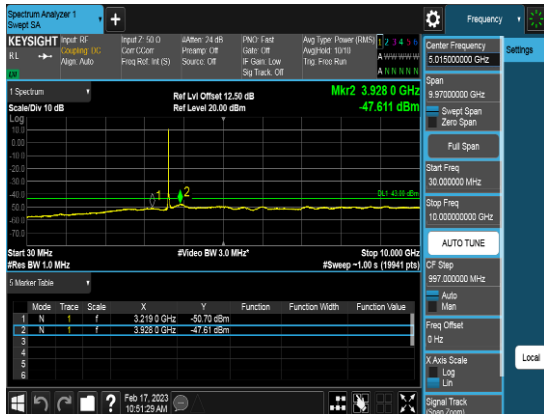 Spectrum Analyzer 1
Swept SA
+
Frequency
KEYSIGHT
RL
Input: RF
Coupling: DC
Align: Auto
Input Z: 50 Ω
Corr CCorr
Freq Ref: Int (S)
#Atten: 24 dB
Preamp: Off
Source: Off
PNO: Fast
Gate: Off
IF Gain: Low
Sig Track: Off
Avg Type: Power (RMS)
Avg|Hold: 10/10
Trig: Free Run
1 2 3 4 5 6
A W W W W W
A N N N N N
1 Spectrum
Scale/Div 10 dB
Ref Lvl Offset 12.50 dB
Ref Level 20.00 dBm
Mkr2 3.928 0 GHz
-47.611 dBm
Log
10.0
0.00
-10.0
-20.0
-30.0
-40.0
-50.0
-60.0
-70.0
1
2
DL1 -43.00 dBm
Start 30 MHz
#Res BW 1.0 MHz
#Video BW 3.0 MHz*
Stop 10.000 GHz
#Sweep ~1.00 s (19941 pts)
5 Marker Table
Mode Trace Scale X Y Function Function Width Function Value
1 N 1 f 3.219 0 GHz -50.70 dBm
2 N 1 f 3.928 0 GHz -47.61 dBm
3
4
5
6
Feb 17, 2023
10:51:29 AM
?
Center Frequency
5.015000000 GHz
Settings
Span
9.97000000 GHz
Swept Span
Zero Span
Full Span
Start Freq
30.000000 MHz
Stop Freq
10.000000000 GHz
AUTO TUNE
CF Step
997.000000 MHz
Auto
Man
Freq Offset
0 Hz
X Axis Scale
Log
Lin
Local
Signal Track
(Span Zoom)